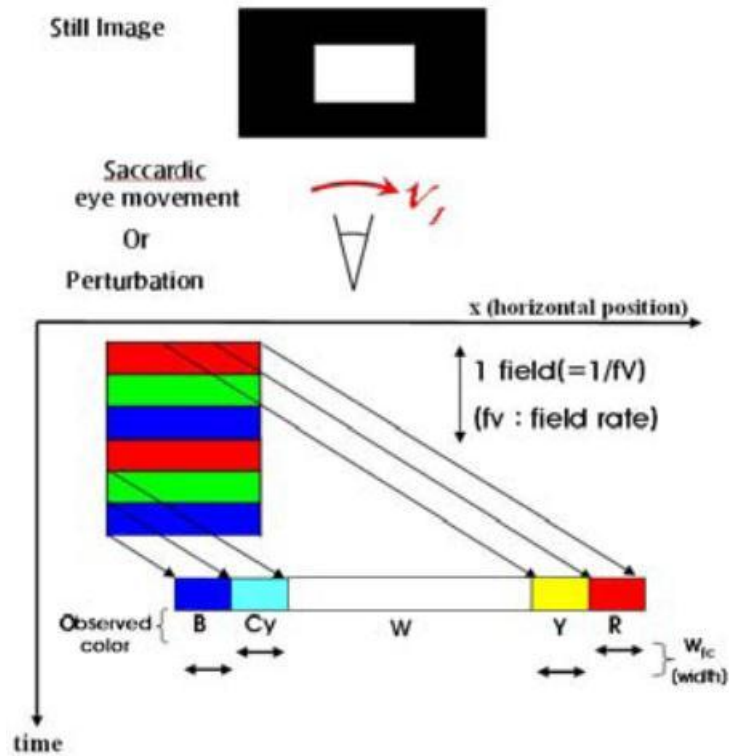 Still Image
Saccardic
eye movement
Or
Perturbation
V1
x (horizontal position)
1 field(=1/fV)
(fv : field rate)
Observed
color
B
Cy
W
Y
R
Wfc
(width)
time